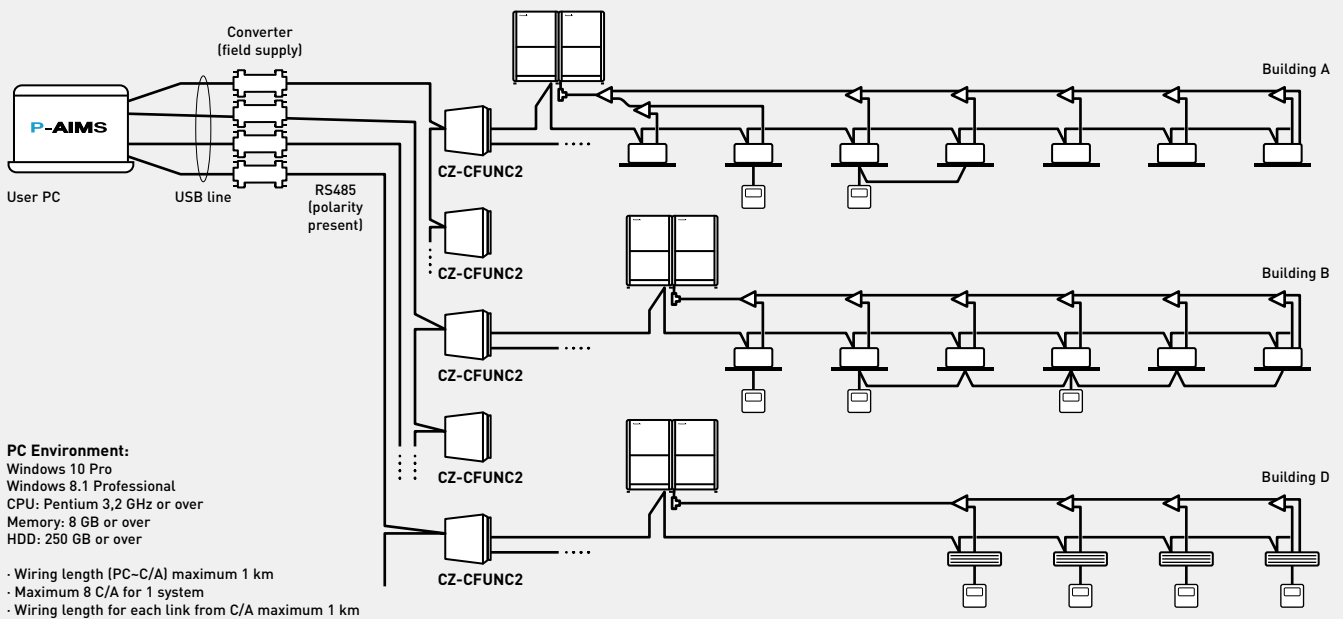 Converter
(field supply)
Building A
P-AIMS
CZ-CFUNC2
User PC
USB line
RS485
(polarity
present)
CZ-CFUNC2
Building B
CZ-CFUNC2
PC Environment:
Windows 10 Pro
Windows 8.1 Professional
CPU: Pentium 3,2 GHz or over
Memory: 8 GB or over
HDD: 250 GB or over
CZ-CFUNC2
Building D
CZ-CFUNC2
· Wiring length (PC~C/A) maximum 1 km
· Maximum 8 C/A for 1 system
· Wiring length for each link from C/A maximum 1 km